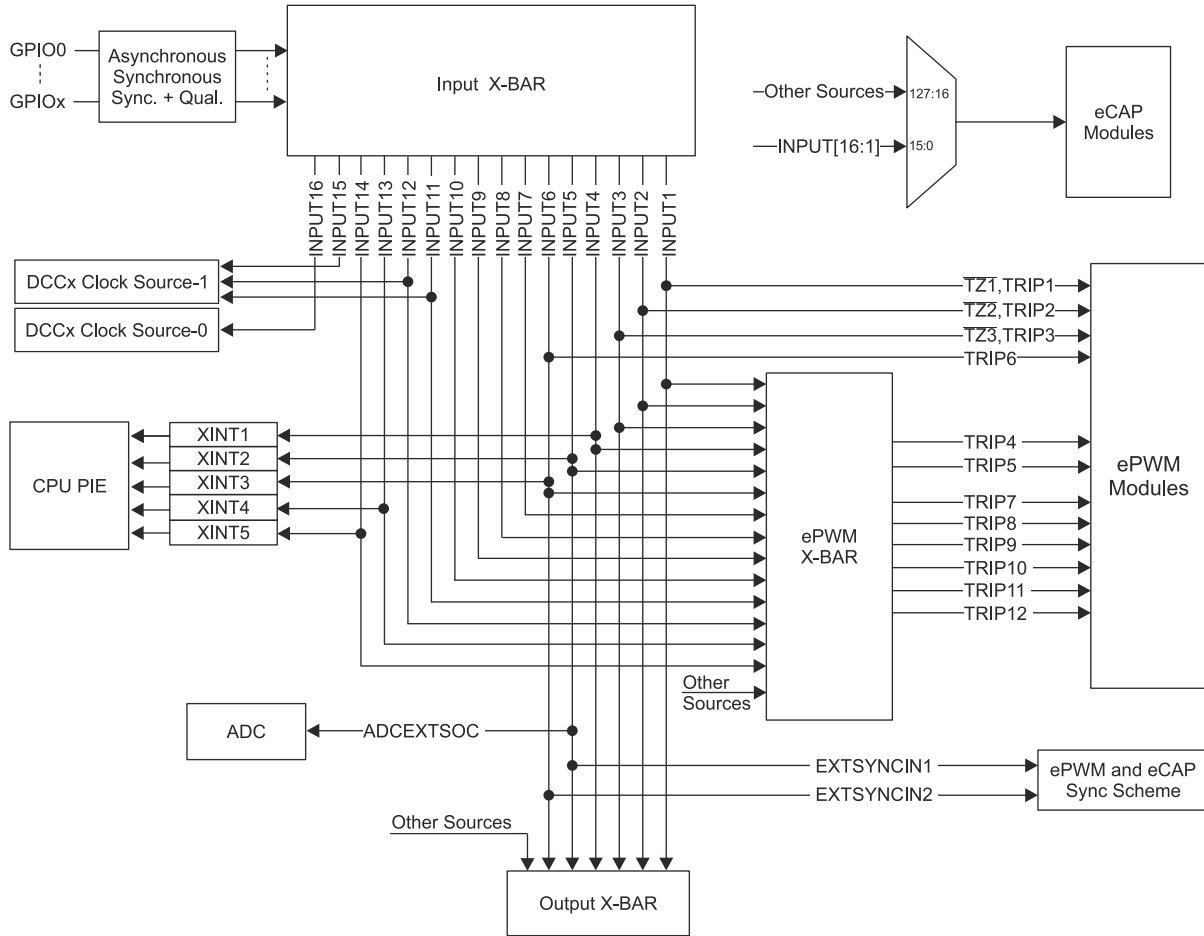 GPIO0
GPIOx
Asynchronous
Synchronous
Sync. + Qual.
Input X-BAR
Other Sources
127:16
INPUT[16:1]
15:0
eCAP
Modules
INPUT16
INPUT15
INPUT14
INPUT13
INPUT12
INPUT11
INPUT10
INPUT9
INPUT8
INPUT7
INPUT6
INPUT5
INPUT4
INPUT3
INPUT2
INPUT1
DCCx Clock Source-1
DCCx Clock Source-0
TZ1,TRIP1
TZ2,TRIP2
TZ3,TRIP3
TRIP6
CPU PIE
XINT1
XINT2
XINT3
XINT4
XINT5
ePWM
X-BAR
TRIP4
TRIP5
TRIP7
TRIP8
TRIP9
TRIP10
TRIP11
TRIP12
ePWM
Modules
Other
Sources
ADC
ADCEXTSOC
EXTSYNCIN1
EXTSYNCIN2
ePWM and eCAP
Sync Scheme
Other Sources
Output X-BAR